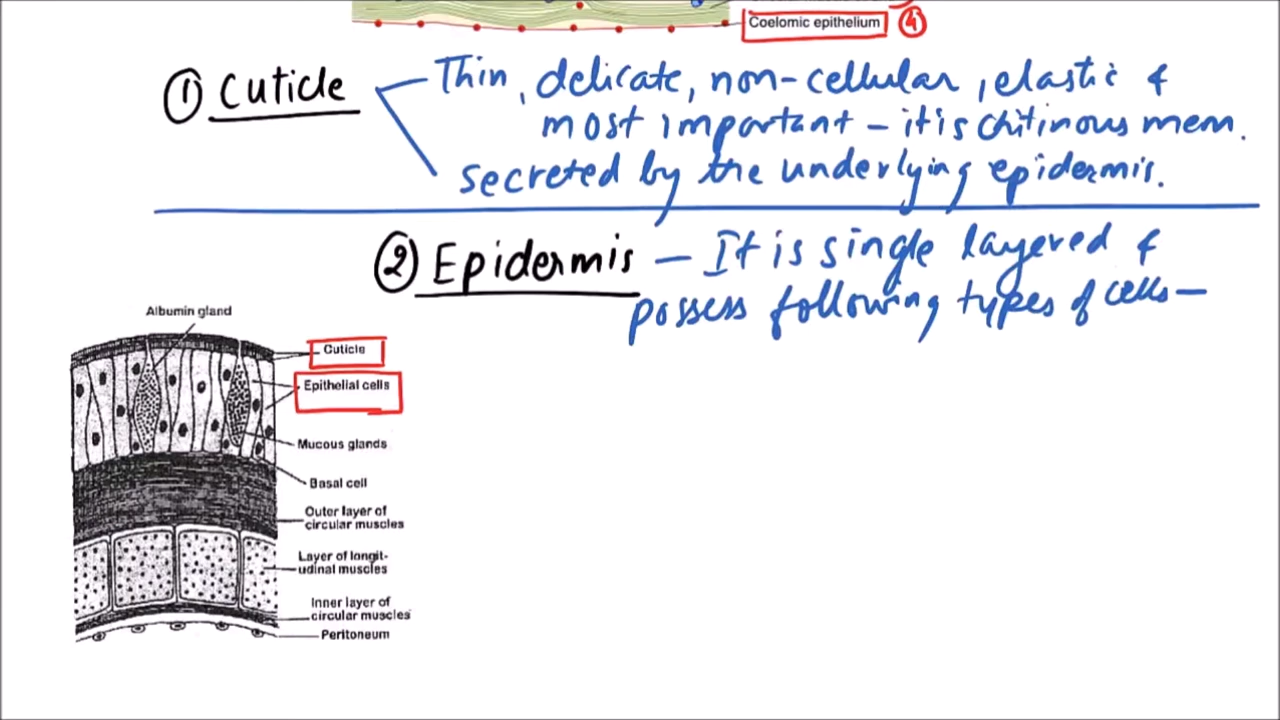 Coelomic epithelium 4
① Cuticle
Thin, delicate, non-cellular, elastic &
most important - it is chitinous mem.
secreted by the underlying epidermis.
② Epidermis - It is single layered &
possess following types of cells-
Albumin gland
Cuticle
Epithelial cells
Mucous glands
Basal cell
Outer layer of
circular muscles
Layer of longit-
udinal muscles
Inner layer of
circular muscles
Peritoneum